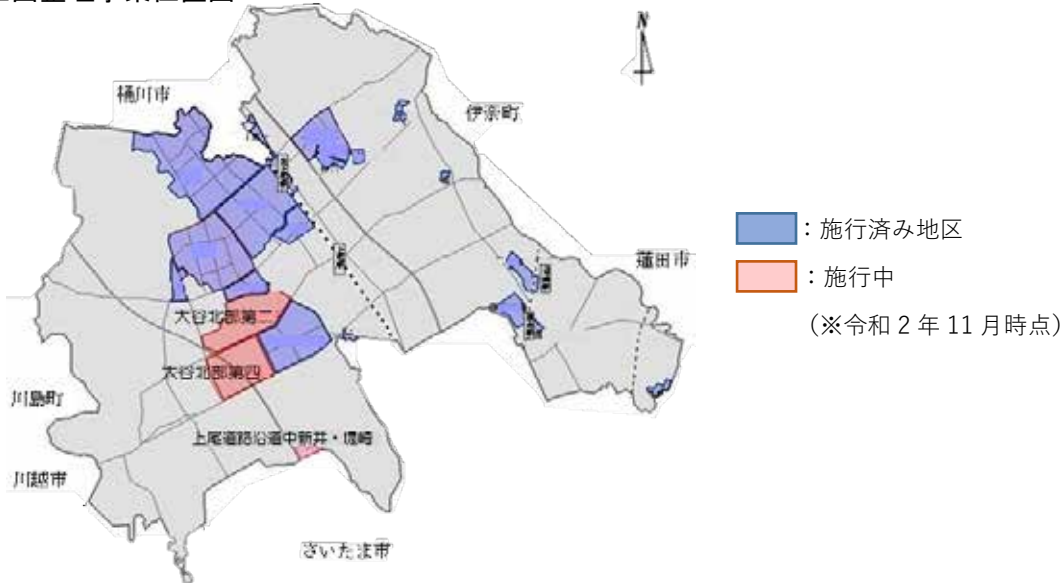 N
桶川市
伊奈町
蓮田市
：施行済み地区
：施行中
(※令和 2 年 11 月時点)
大谷北部第二
大谷北部第四
川島町
上尾道路沿道中新井・堤崎
川越市
さいたま市